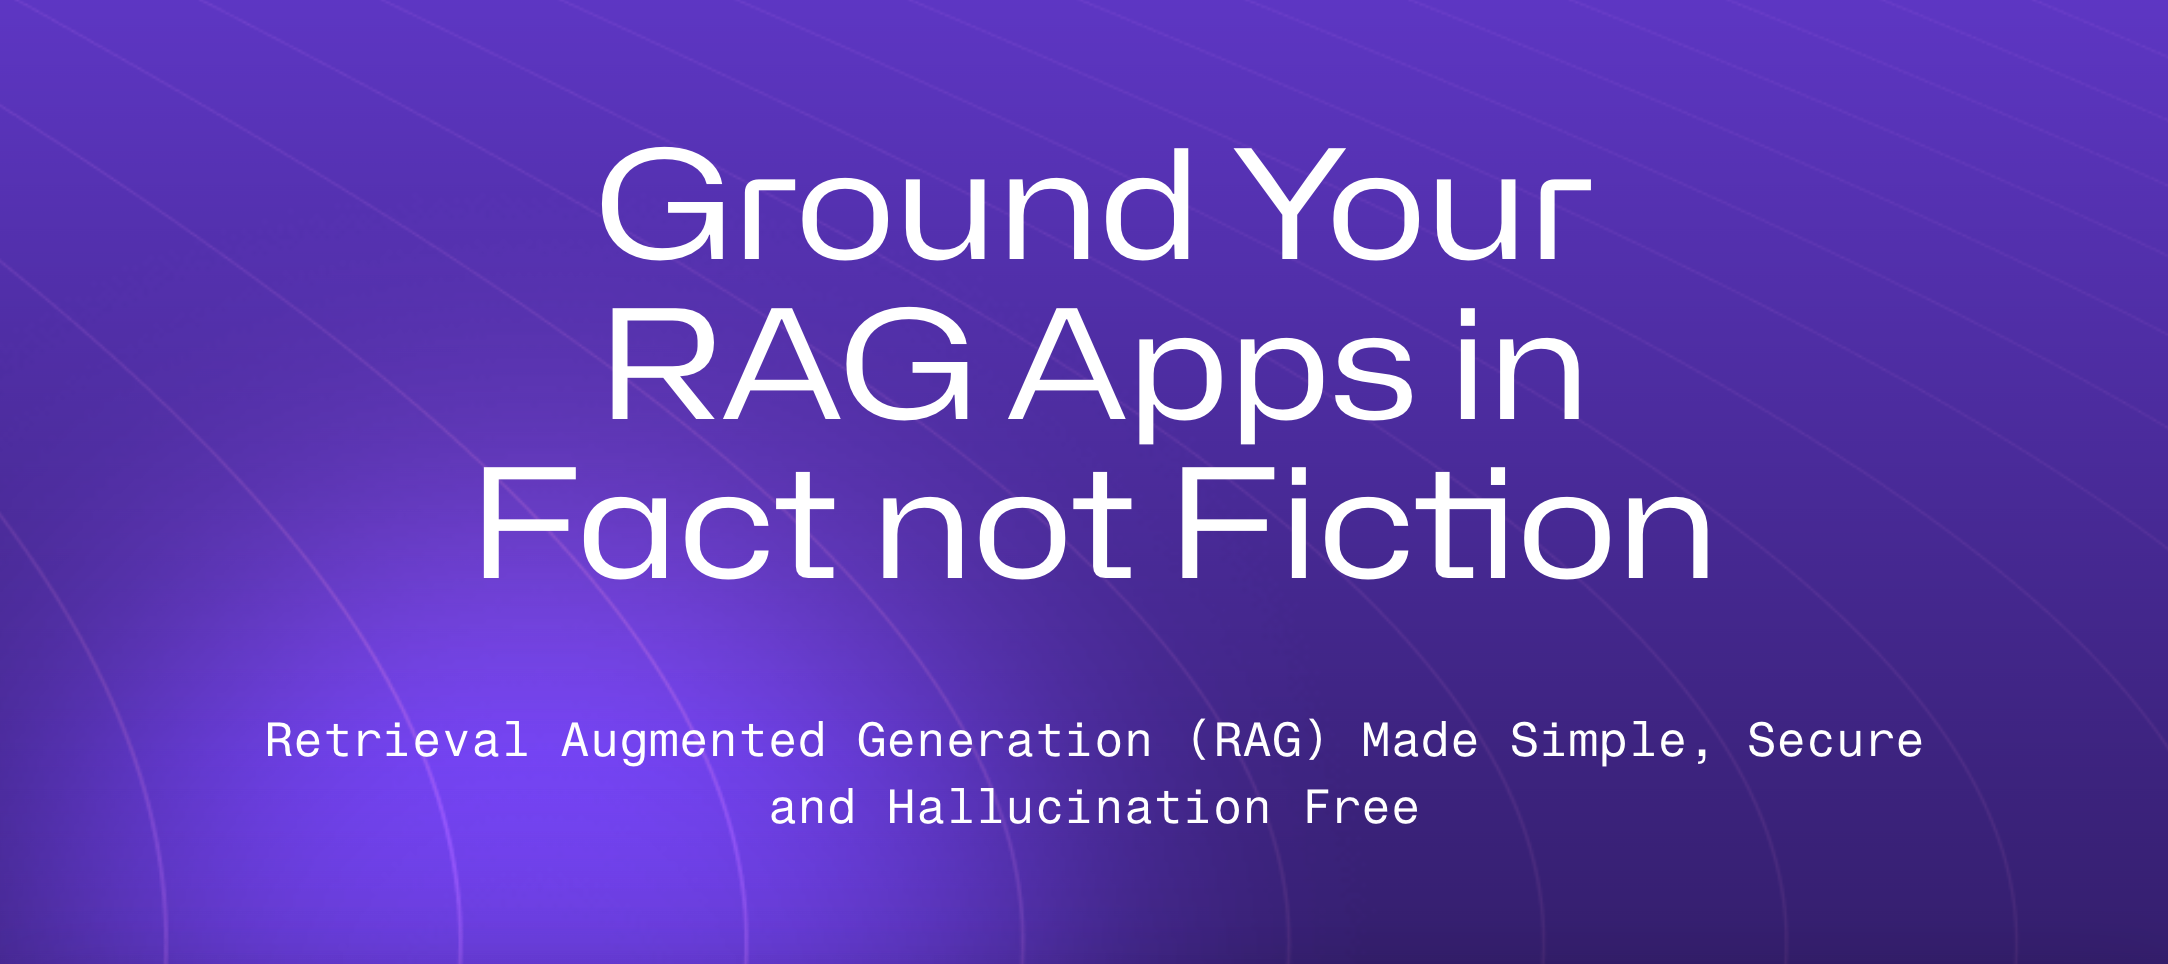 Ground Your
RAG Apps in
Fact not Fiction
Retrieval Augmented Generation (RAG) Made Simple, Secure
and Hallucination Free